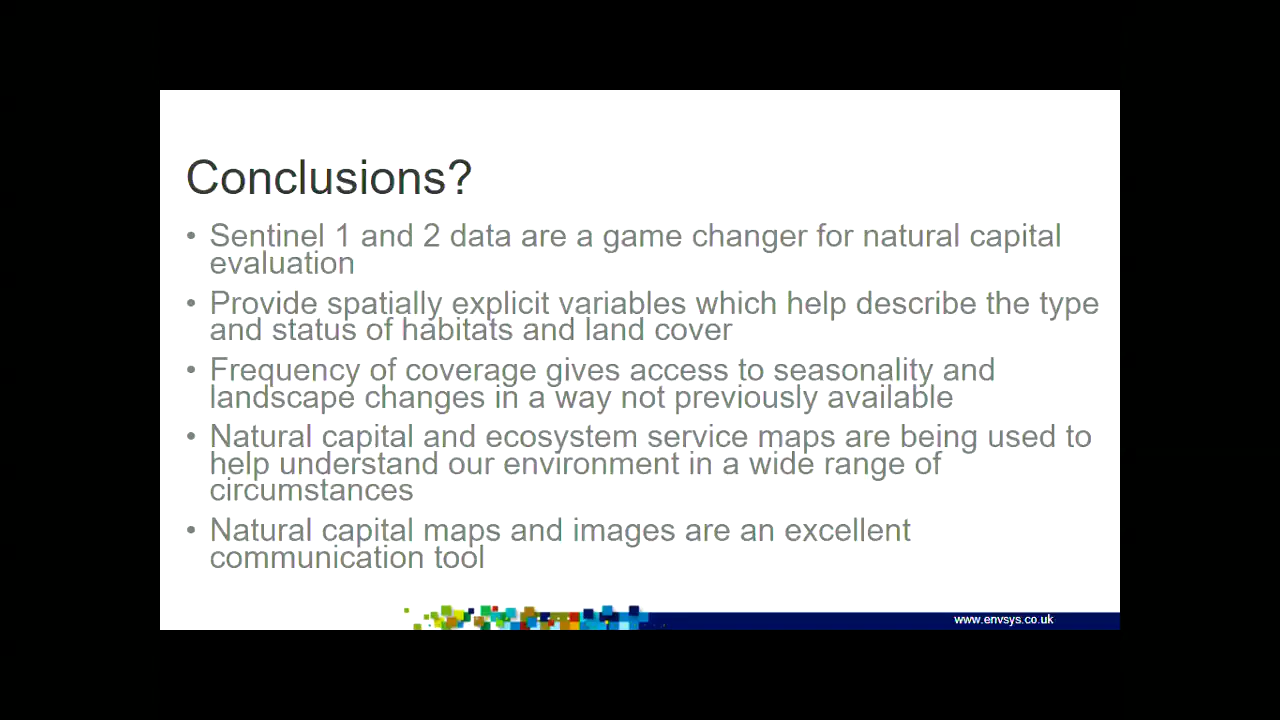 Conclusions?
• Sentinel 1 and 2 data are a game changer for natural capital
evaluation
• Provide spatially explicit variables which help describe the type
and status of habitats and land cover
• Frequency of coverage gives access to seasonality and
landscape changes in a way not previously available
• Natural capital and ecosystem service maps are being used to
help understand our environment in a wide range of
circumstances
• Natural capital maps and images are an excellent
communication tool
www.envsys.co.uk